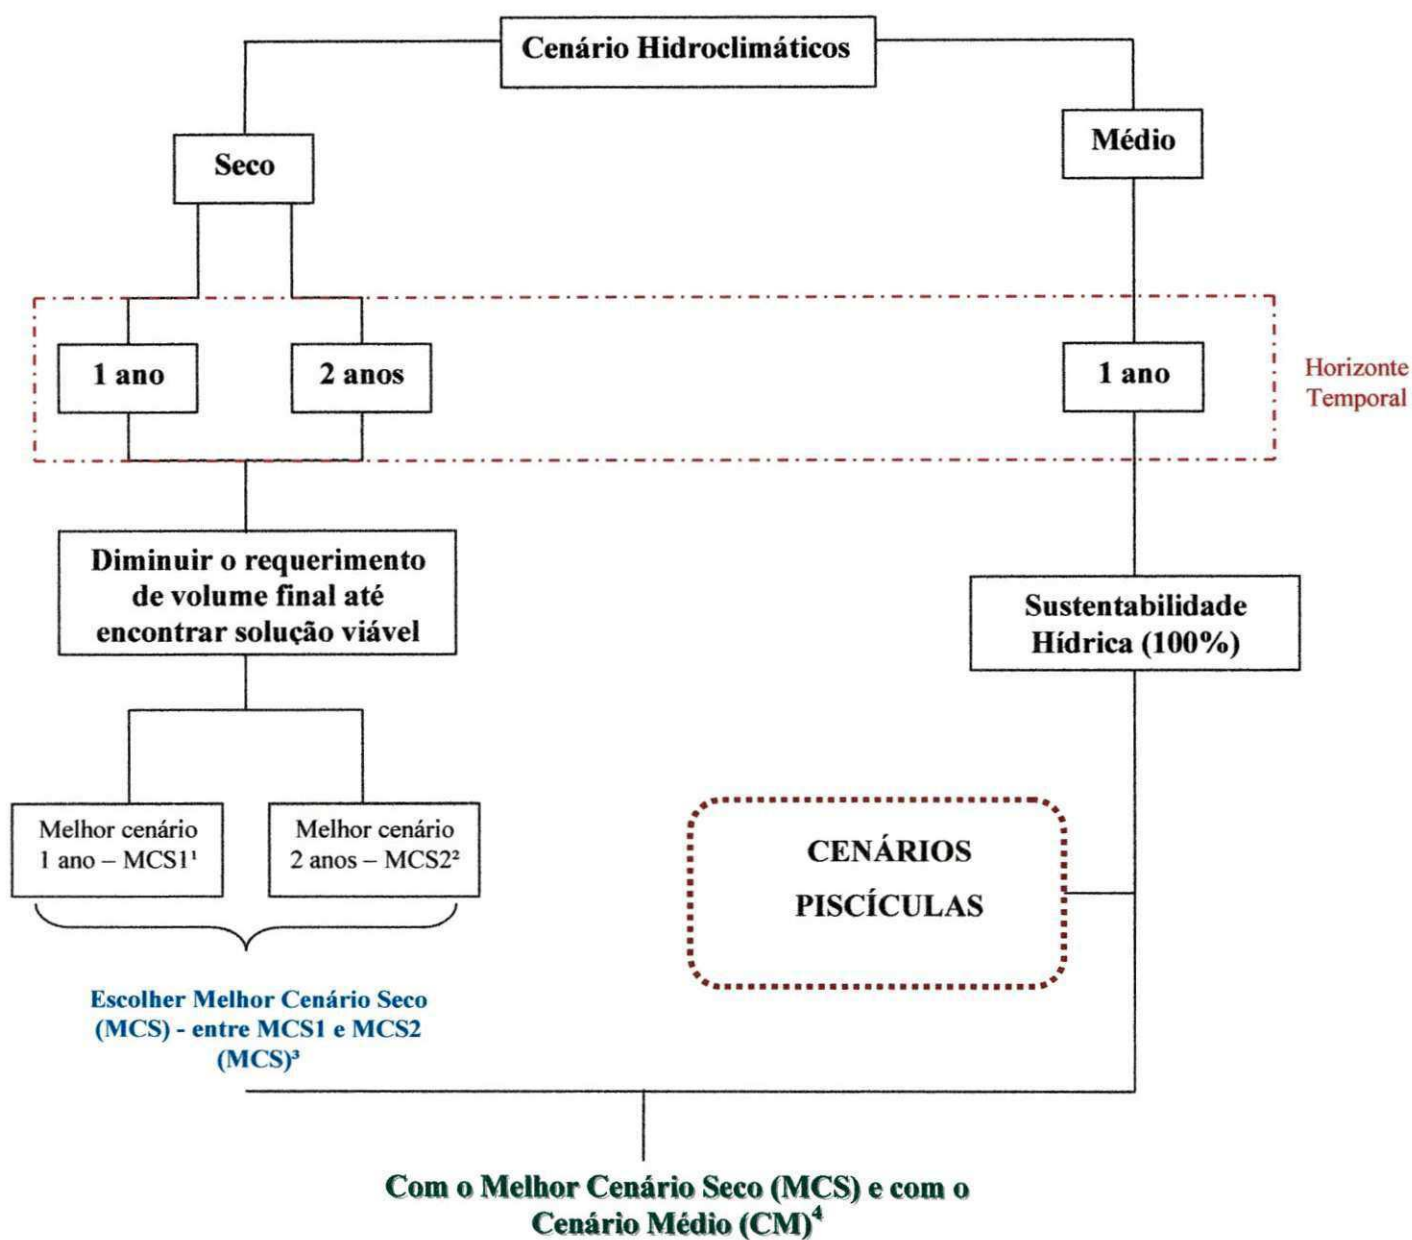 Cenário Hidroclimáticos
Seco
Médio
1 ano
2 anos
1 ano
Horizonte
Temporal
Diminuir o requerimento
de volume final até
encontrar solução viável
Sustentabilidade
Hídrica (100%)
Melhor cenário
1 ano – MCS1¹
Melhor cenário
2 anos – MCS2²
CENÁRIOS
PISCÍCULAS
Escolher Melhor Cenário Seco
(MCS) - entre MCS1 e MCS2
(MCS)³
Com o Melhor Cenário Seco (MCS) e com o
Cenário Médio (CM)⁴